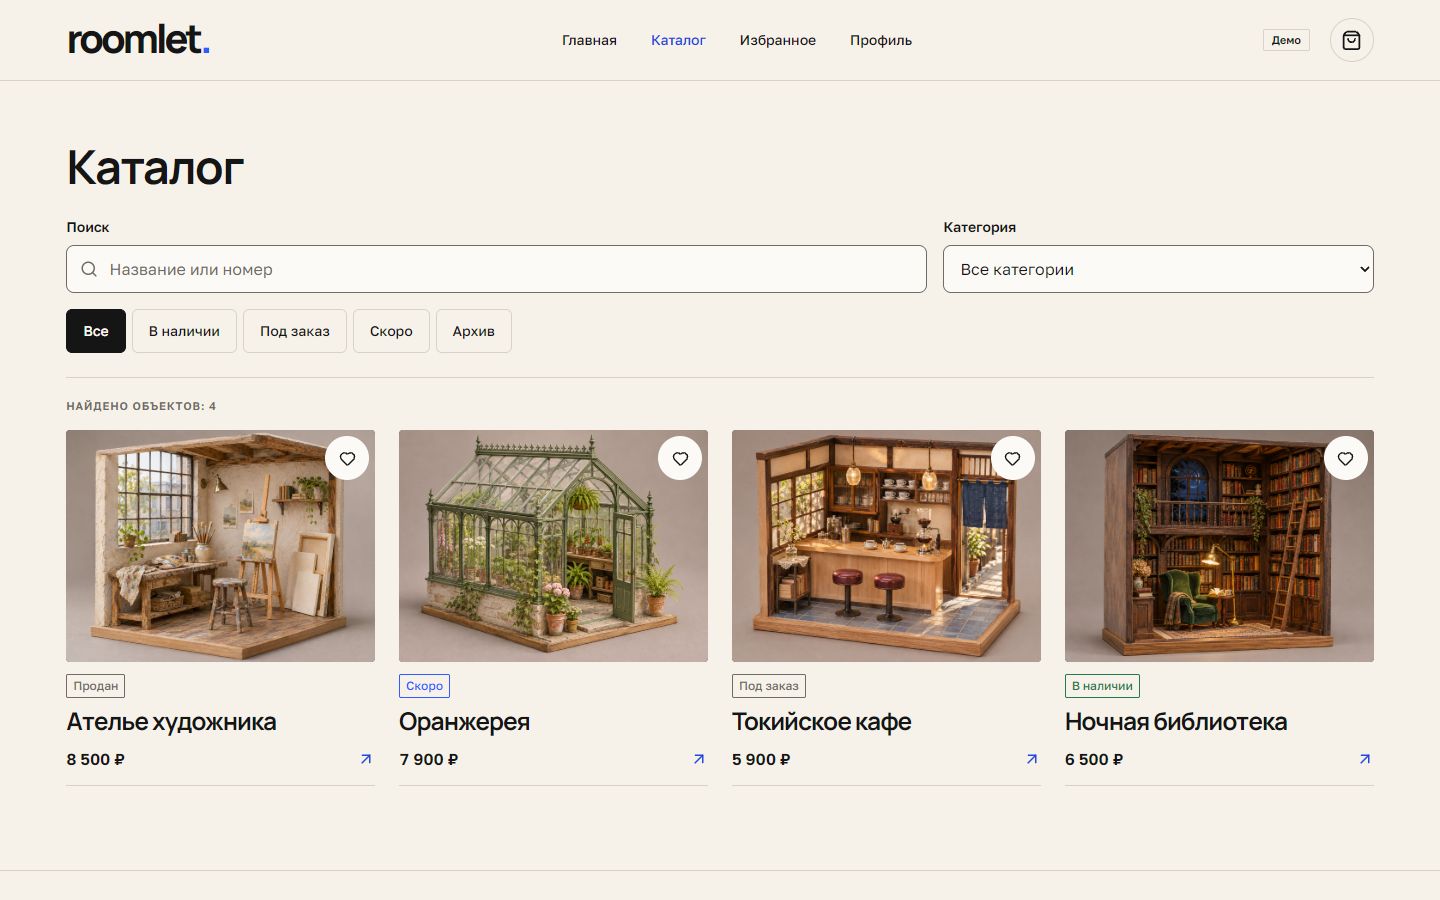 roomlet.
Главная Каталог Избранное Профиль
Демо
Каталог
Поиск Категория
Название или номер Все категории
Все В наличии Под заказ Скоро Архив
НАЙДЕНО ОБЪЕКТОВ: 4
Продан Скоро Под заказ В наличии
Ателье художника Оранжерея Токийское кафе Ночная библиотека
8 500 ₽ 7 900 ₽ 5 900 ₽ 6 500 ₽